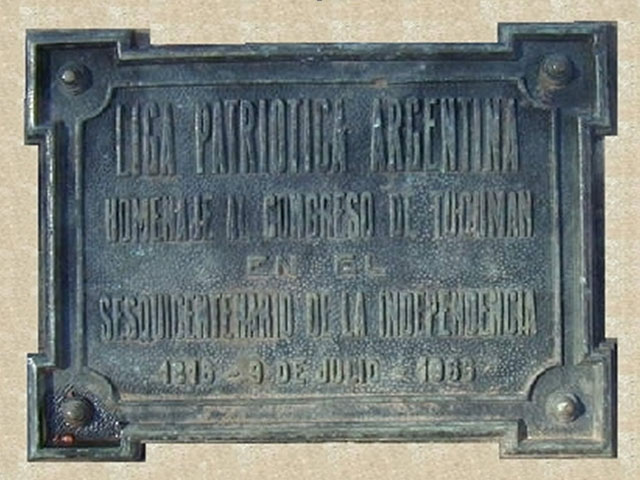 LIGA PATRIOTICA ARGENTINA
HOMENAJE AL CONGRESO DE TUCUMAN
EN EL
SESQUICENTENARIO DE LA INDEPENDENCIA
1816 - 9 DE JULIO - 1966